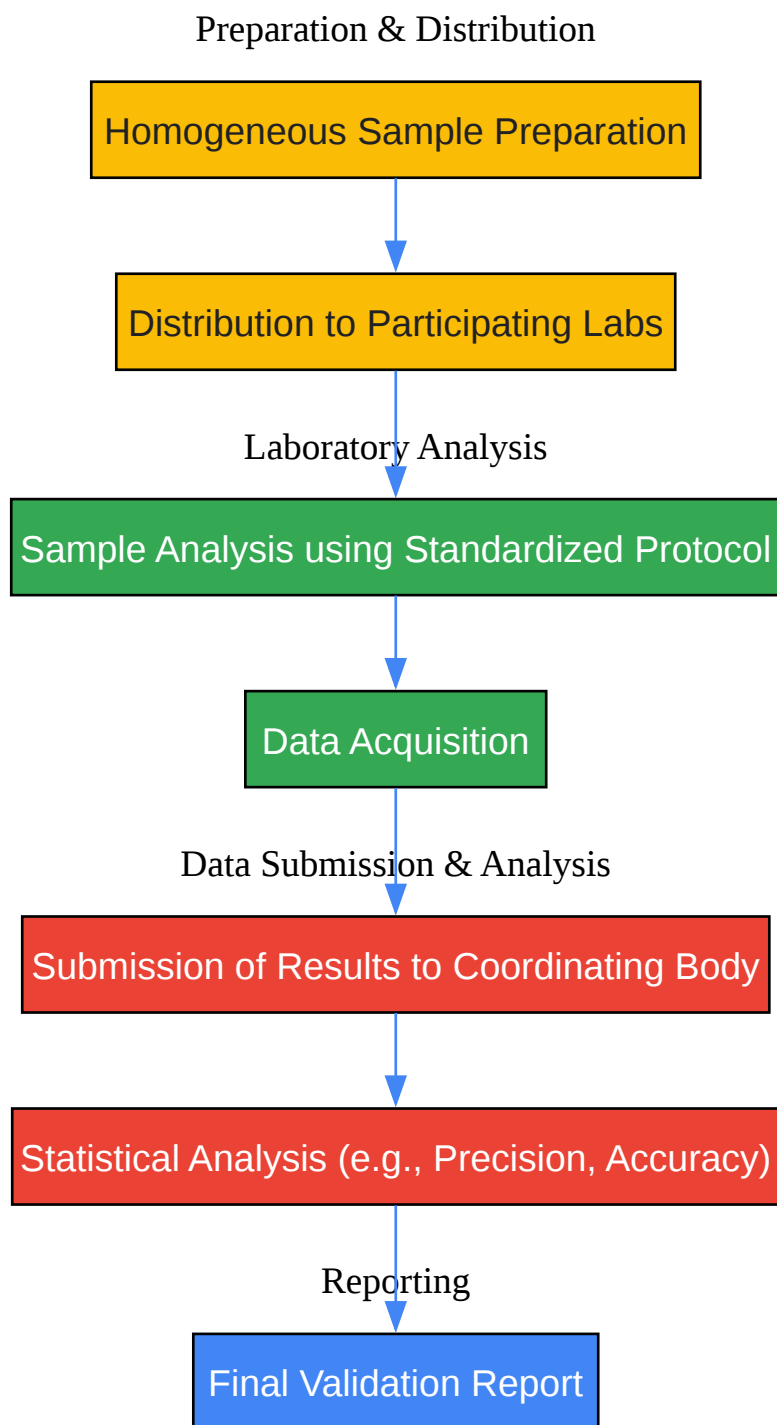 Preparation & Distribution
Homogeneous Sample Preparation
Distribution to Participating Labs
Laboratory Analysis
Sample Analysis using Standardized Protocol
Data Acquisition
Data Submission & Analysis
Submission of Results to Coordinating Body
Statistical Analysis (e.g., Precision, Accuracy)
Reporting
Final Validation Report